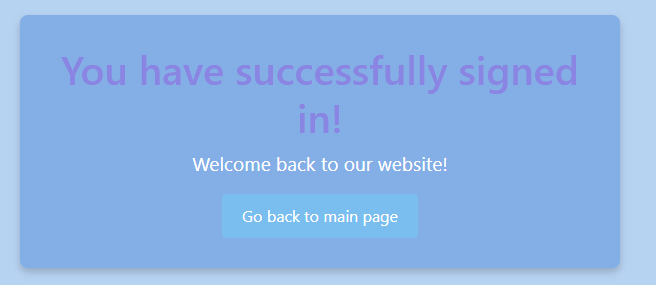 You have successfully signed
in!
Welcome back to our website!
Go back to main page